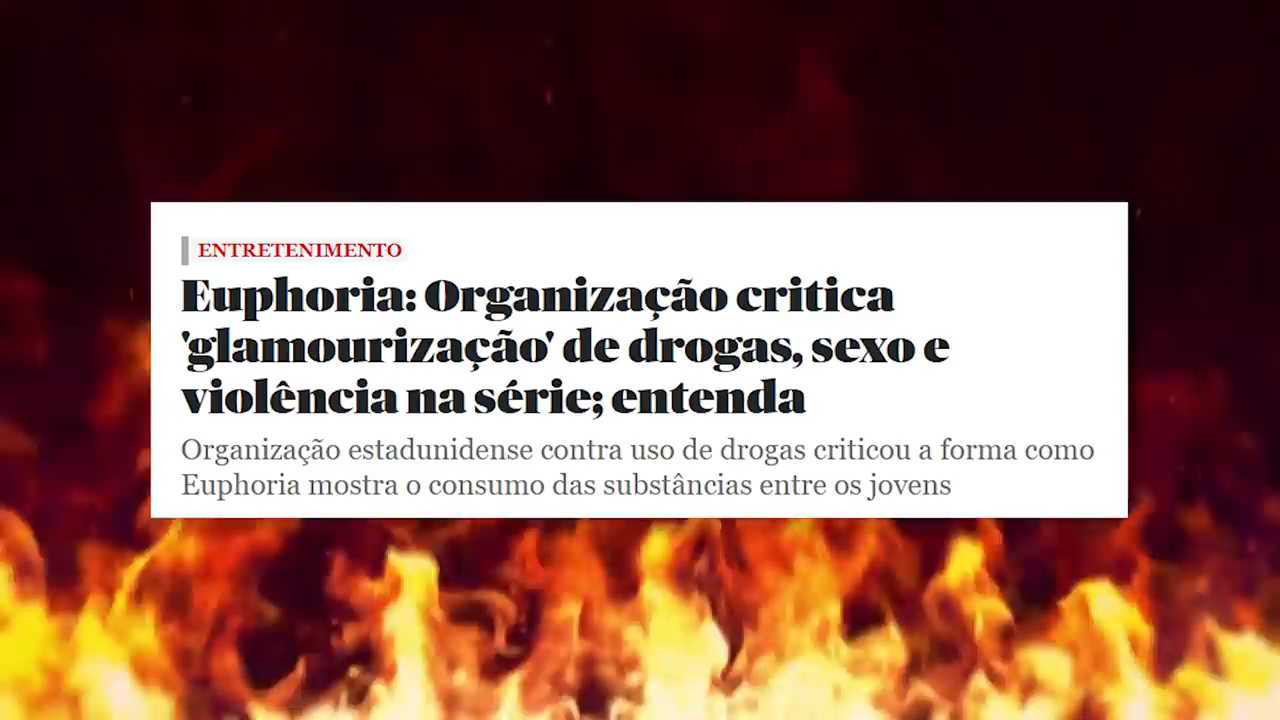 ENTRETENIMENTO
Euphoria: Organização critica
'glamourização' de drogas, sexo e
violência na série; entenda
Organização estadunidense contra uso de drogas criticou a forma como
Euphoria mostra o consumo das substâncias entre os jovens